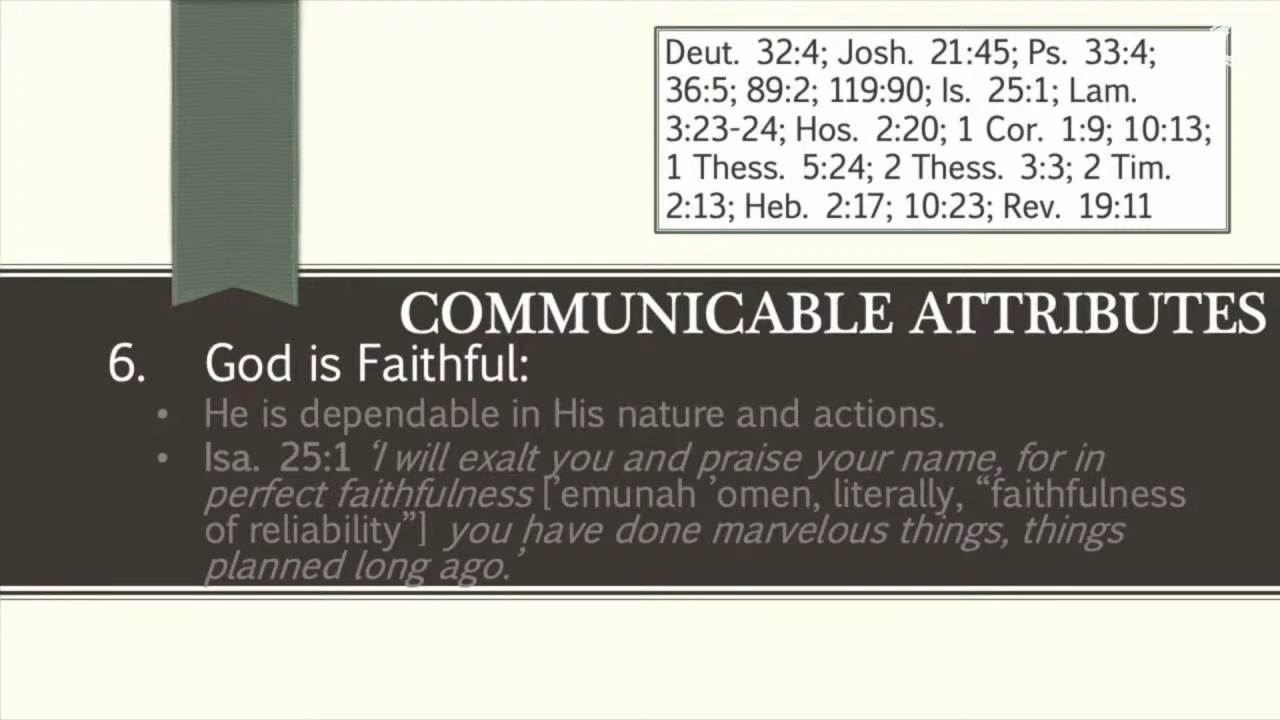 Deut. 32:4; Josh. 21:45; Ps. 33:4;
36:5; 89:2; 119:90; Is. 25:1; Lam.
3:23-24; Hos. 2:20; 1 Cor. 1:9; 10:13;
1 Thess. 5:24; 2 Thess. 3:3; 2 Tim.
2:13; Heb. 2:17; 10:23; Rev. 19:11
COMMUNICABLE ATTRIBUTES
6. God is Faithful:
• He is dependable in His nature and actions.
• Isa. 25:1 ‘I will exalt you and praise your name, for in
perfect faithfulness [ʾemunah ʾomen, literally, “faithfulness
of reliability”] you have done marvelous things, things
planned long ago.’